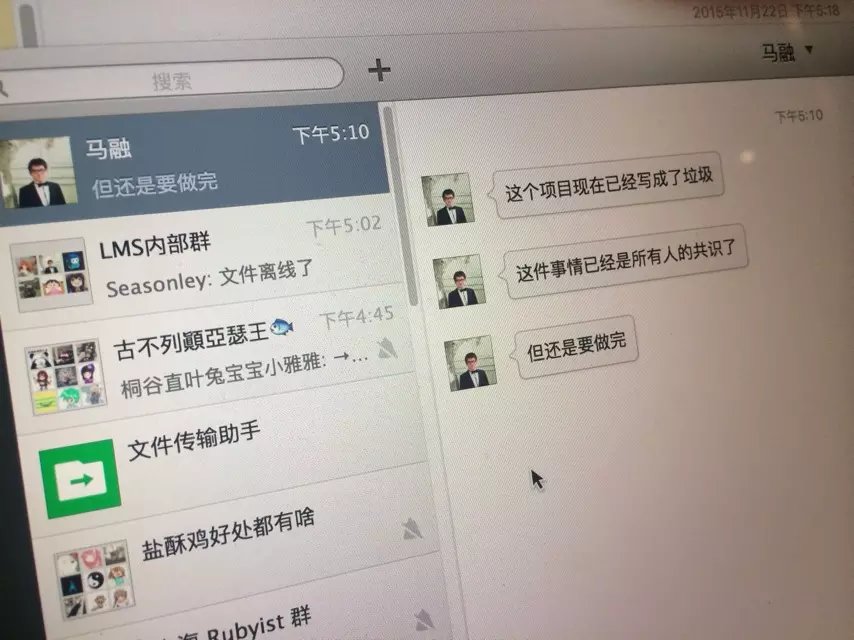 2015年11月22日 下午5:18
搜索
马融
下午5:10
马融
下午5:10
但还是要做完
LMS内部群
下午5:02
Seasonley: 文件离线了
古不列顛亞瑟王🐟
下午4:45
桐谷直叶兔宝宝小雅雅: →...
文件传输助手
盐酥鸡好处都有啥
海 Rubyist 群
这个项目现在已经写成了垃圾
这件事情已经是所有人的共识了
但还是要做完